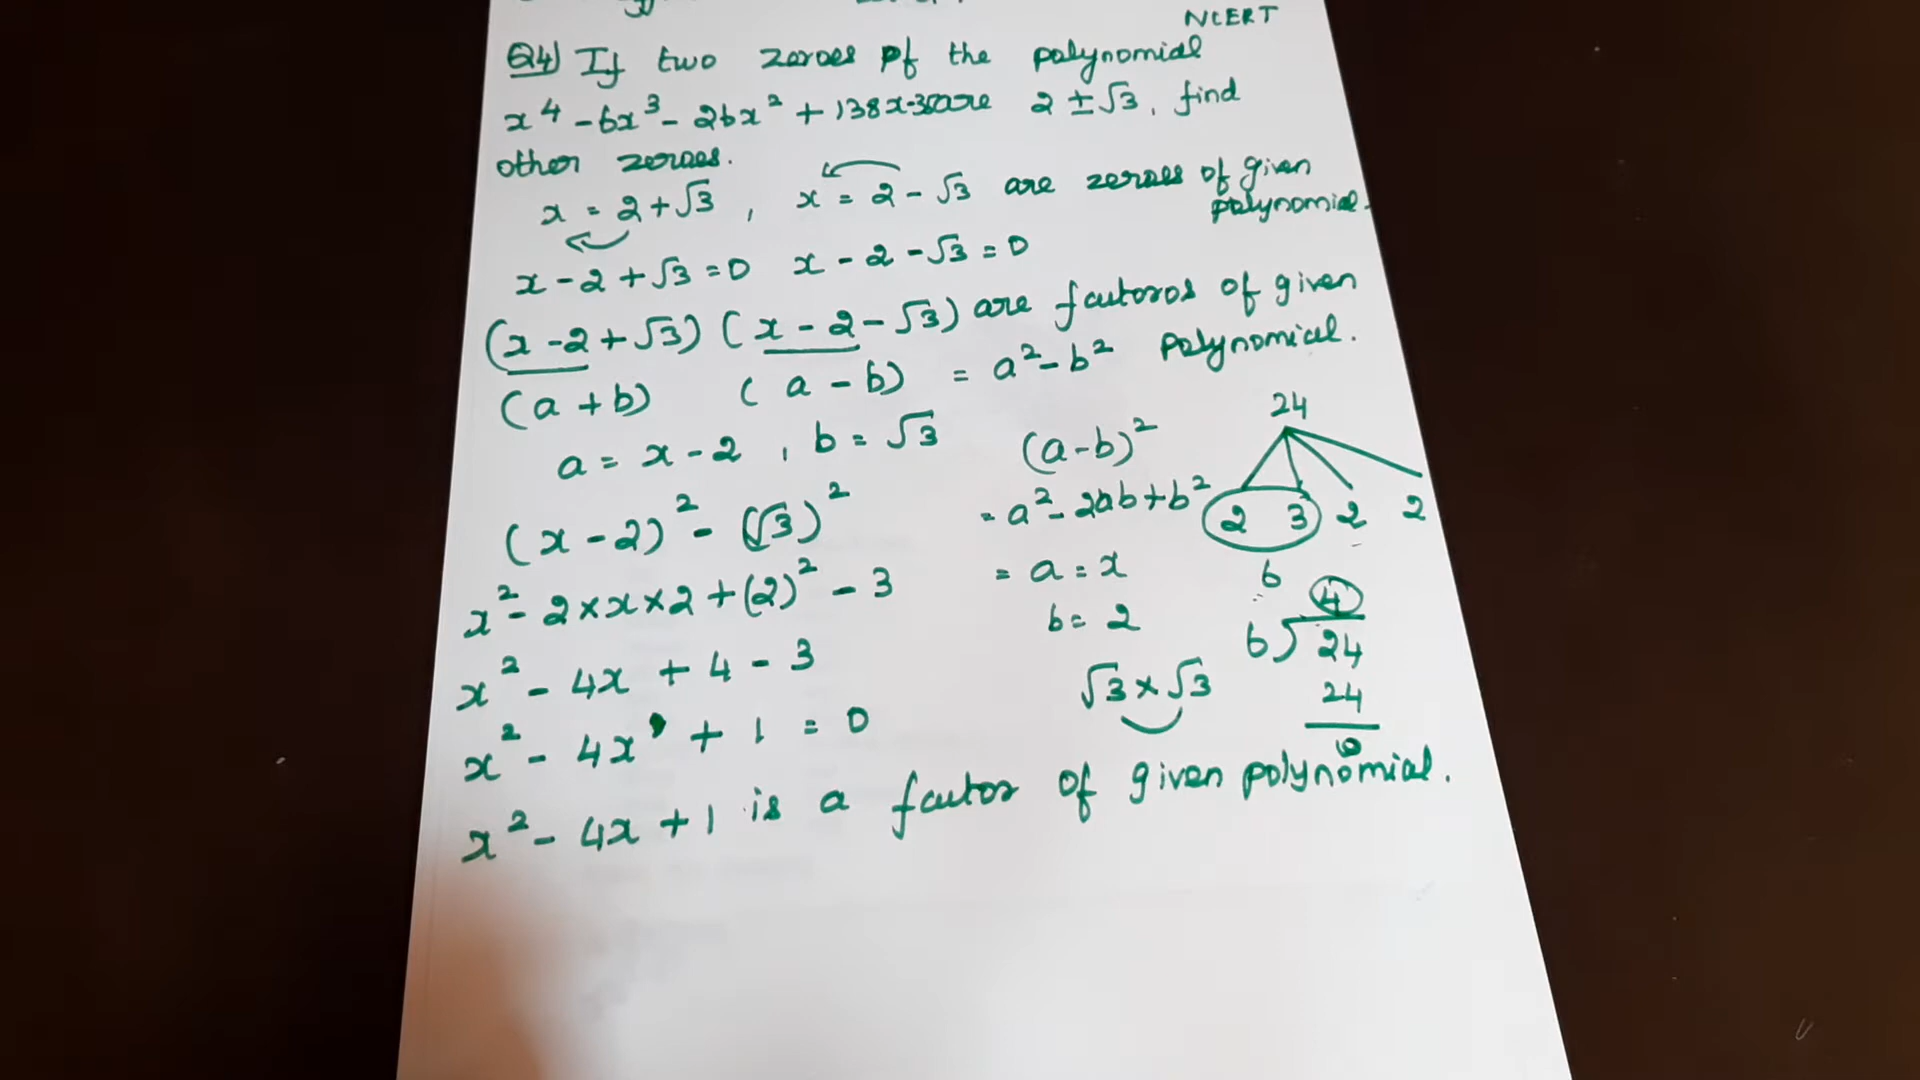 NCERT
Q4) If two zeroes of the polynomial
x⁴ - 6x³ - 26x² + 138x-35 are 2 ± √3, find
other zeroes.
x = 2 + √3 , x = 2 - √3 are zeroes of given
polynomial.
x - 2 + √3 = 0 x - 2 - √3 = 0
(x - 2 + √3) (x - 2 - √3) are factoros of given
polynomial.
(a + b) (a - b) = a² - b²
a = x - 2 , b = √3
(x - 2)² - (√3)²
x² - 2 × x × 2 + (2)² - 3
x² - 4x + 4 - 3
x² - 4x + 1 = 0
x² - 4x + 1 is a factor of given polynomial.
(a-b)²
= a² - 2ab + b²
= a = x
b = 2
√3 × √3
24
2 3 2 2
6
4
6) 24
24
0